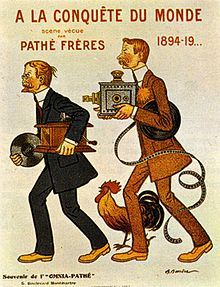 A LA CONQUÊTE DU MONDE
scène vécue
PAR
PATHÉ FRÈRES
1894-19...
Souvenir de l' "OMNIA-PATHÉ"
5. Boulevard Montmartre